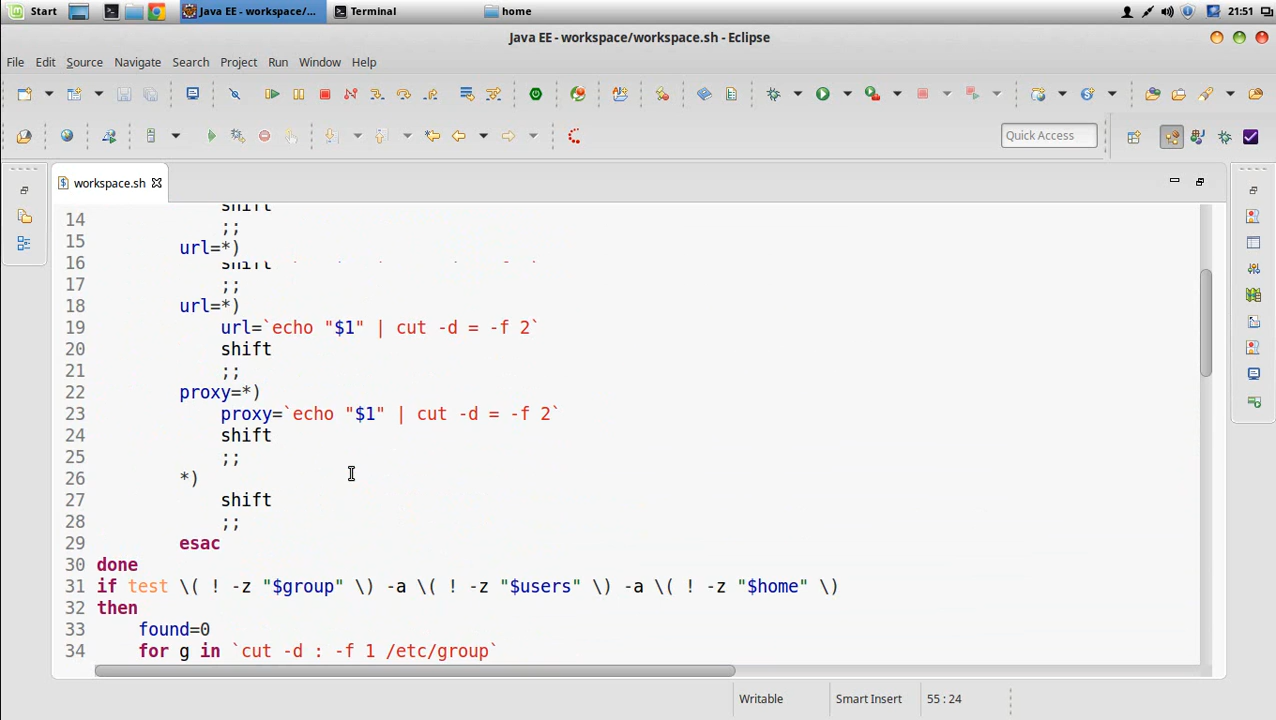 Start
Java EE - workspace/...
Terminal
home
21:51
Java EE - workspace/workspace.sh - Eclipse
File Edit Source Navigate Search Project Run Window Help
Quick Access
workspace.sh
shift
14
;;
15 url=*)
16 shift
17 ;;
18 url=*)
19 url=`echo "$1" | cut -d = -f 2`
20 shift
21 ;;
22 proxy=*)
23 proxy=`echo "$1" | cut -d = -f 2`
24 shift
25 ;;
26 *)
27 shift
28 ;;
29 esac
30 done
31 if test \( ! -z "$group" \) -a \( ! -z "$users" \) -a \( ! -z "$home" \)
32 then
33 found=0
34 for g in `cut -d : -f 1 /etc/group`
Writable Smart Insert 55 : 24